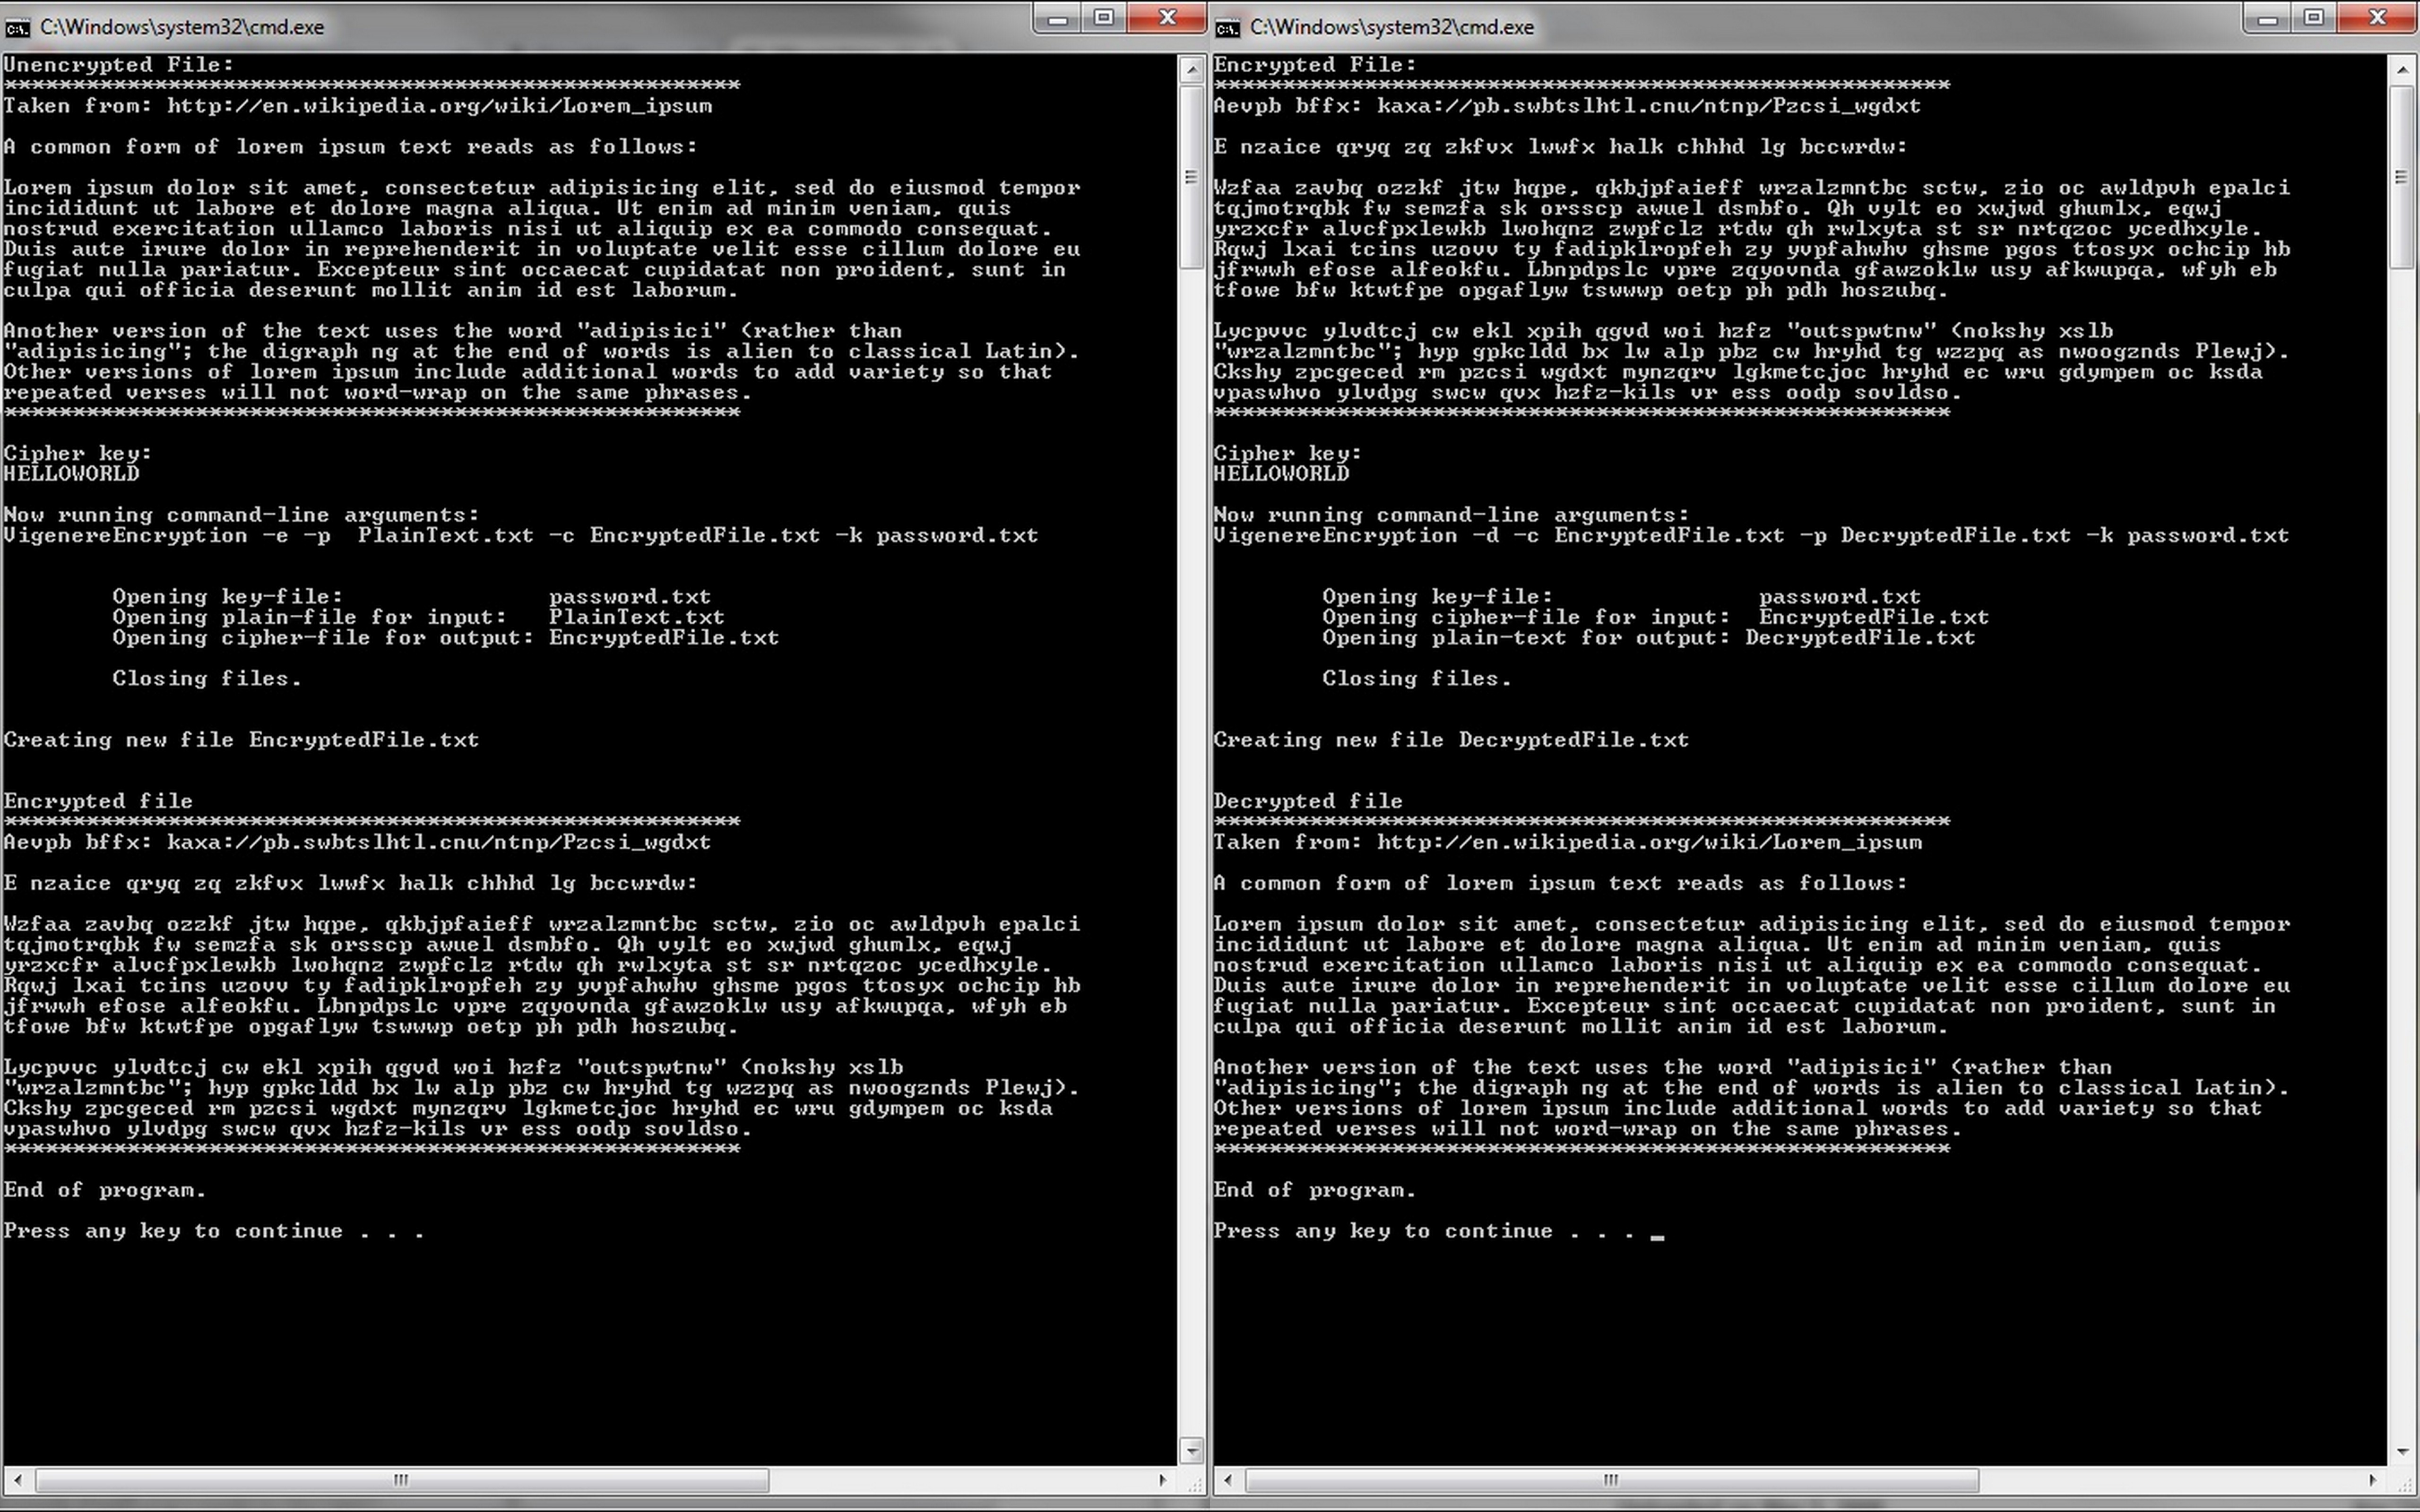 C:\Windows\system32\cmd.exe
Unencrypted File:
******************************************************
Taken from: http://en.wikipedia.org/wiki/Lorem_ipsum
A common form of lorem ipsum text reads as follows:
Lorem ipsum dolor sit amet, consectetur adipisicing elit, sed do eiusmod tempor
incididunt ut labore et dolore magna aliqua. Ut enim ad minim veniam, quis
nostrud exercitation ullamco laboris nisi ut aliquip ex ea commodo consequat.
Duis aute irure dolor in reprehenderit in voluptate velit esse cillum dolore eu
fugiat nulla pariatur. Excepteur sint occaecat cupidatat non proident, sunt in
culpa qui officia deserunt mollit anim id est laborum.
Another version of the text uses the word "adipisici" (rather than
"adipisicing"; the digraph ng at the end of words is alien to classical Latin).
Other versions of lorem ipsum include additional words to add variety so that
repeated verses will not word-wrap on the same phrases.
******************************************************
Cipher key:
HELLOWORLD
Now running command-line arguments:
VigenereEncryption -e -p  PlainText.txt -c EncryptedFile.txt -k password.txt
Opening key-file:               password.txt
Opening plain-file for input:   PlainText.txt
Opening cipher-file for output: EncryptedFile.txt
Closing files.
Creating new file EncryptedFile.txt
Encrypted file
******************************************************
Aevpb bffx: kaxa://pb.swbtslhtl.cnu/ntnp/Pzcsi_wgdxt
E nzaice qryq zq zkfvx lwwfx halk chhhd lg bccwrdw:
Wzfaa zavbq ozzkf jtw hqpe, qkbjpfaieff wrzalzmntbc sctw, zio oc awldpvh epalci
tqjmotrqbk fw semzfa sk orsscp awuel dsmbfo. Qh vylt eo xwjwd ghumlx, eqwj
yrzxcfr alvcfpxlewkb lwohqnz zwpfclz rtdw qh rwlxyta st sr nrtqzoc ycedhxyle.
Rqwj lxai tcins uzovv ty fadipklropfeh zy yvpfahwhv ghsme pgos ttosyx ochcip hb
jfrwwh efose alfeokfu. Lbnpdpslc vpre zqyovnda gfawzoklw usy afkwupqa, wfyh eb
tfowe bfw ktwtfpe opgaflyw tswwwp oetp ph pdh hoszubq.
Lycpvvc ylvdtcj cw ekl xpih qgvd woi hzfz "outspwtnw" (nokshy xslb
"wrzalzmntbc"; hyp gpkcldd bx lw alp pbz cw hryhd tg wzzpq as nwoogznds Plewj).
Ckshy zpcgeced rm pzcsi wgdxt mynzqrv lgkmetcjoc hryhd ec wru gdympem oc ksda
vpaswhvo ylvdpg swcw qvx hzfz-kils vr ess oodp sovldso.
******************************************************
End of program.
Press any key to continue . . .
C:\Windows\system32\cmd.exe
Encrypted File:
******************************************************
Aevpb bffx: kaxa://pb.swbtslhtl.cnu/ntnp/Pzcsi_wgdxt
E nzaice qryq zq zkfvx lwwfx halk chhhd lg bccwrdw:
Wzfaa zavbq ozzkf jtw hqpe, qkbjpfaieff wrzalzmntbc sctw, zio oc awldpvh epalci
tqjmotrqbk fw semzfa sk orsscp awuel dsmbfo. Qh vylt eo xwjwd ghumlx, eqwj
yrzxcfr alvcfpxlewkb lwohqnz zwpfclz rtdw qh rwlxyta st sr nrtqzoc ycedhxyle.
Rqwj lxai tcins uzovv ty fadipklropfeh zy yvpfahwhv ghsme pgos ttosyx ochcip hb
jfrwwh efose alfeokfu. Lbnpdpslc vpre zqyovnda gfawzoklw usy afkwupqa, wfyh eb
tfowe bfw ktwtfpe opgaflyw tswwwp oetp ph pdh hoszubq.
Lycpvvc ylvdtcj cw ekl xpih qgvd woi hzfz "outspwtnw" (nokshy xslb
"wrzalzmntbc"; hyp gpkcldd bx lw alp pbz cw hryhd tg wzzpq as nwoogznds Plewj).
Ckshy zpcgeced rm pzcsi wgdxt mynzqrv lgkmetcjoc hryhd ec wru gdympem oc ksda
vpaswhvo ylvdpg swcw qvx hzfz-kils vr ess oodp sovldso.
******************************************************
Cipher key:
HELLOWORLD
Now running command-line arguments:
VigenereEncryption -d -c EncryptedFile.txt -p DecryptedFile.txt -k password.txt
Opening key-file:               password.txt
Opening cipher-file for input:  EncryptedFile.txt
Opening plain-text for output: DecryptedFile.txt
Closing files.
Creating new file DecryptedFile.txt
Decrypted file
******************************************************
Taken from: http://en.wikipedia.org/wiki/Lorem_ipsum
A common form of lorem ipsum text reads as follows:
Lorem ipsum dolor sit amet, consectetur adipisicing elit, sed do eiusmod tempor
incididunt ut labore et dolore magna aliqua. Ut enim ad minim veniam, quis
nostrud exercitation ullamco laboris nisi ut aliquip ex ea commodo consequat.
Duis aute irure dolor in reprehenderit in voluptate velit esse cillum dolore eu
fugiat nulla pariatur. Excepteur sint occaecat cupidatat non proident, sunt in
culpa qui officia deserunt mollit anim id est laborum.
Another version of the text uses the word "adipisici" (rather than
"adipisicing"; the digraph ng at the end of words is alien to classical Latin).
Other versions of lorem ipsum include additional words to add variety so that
repeated verses will not word-wrap on the same phrases.
******************************************************
End of program.
Press any key to continue . . . _